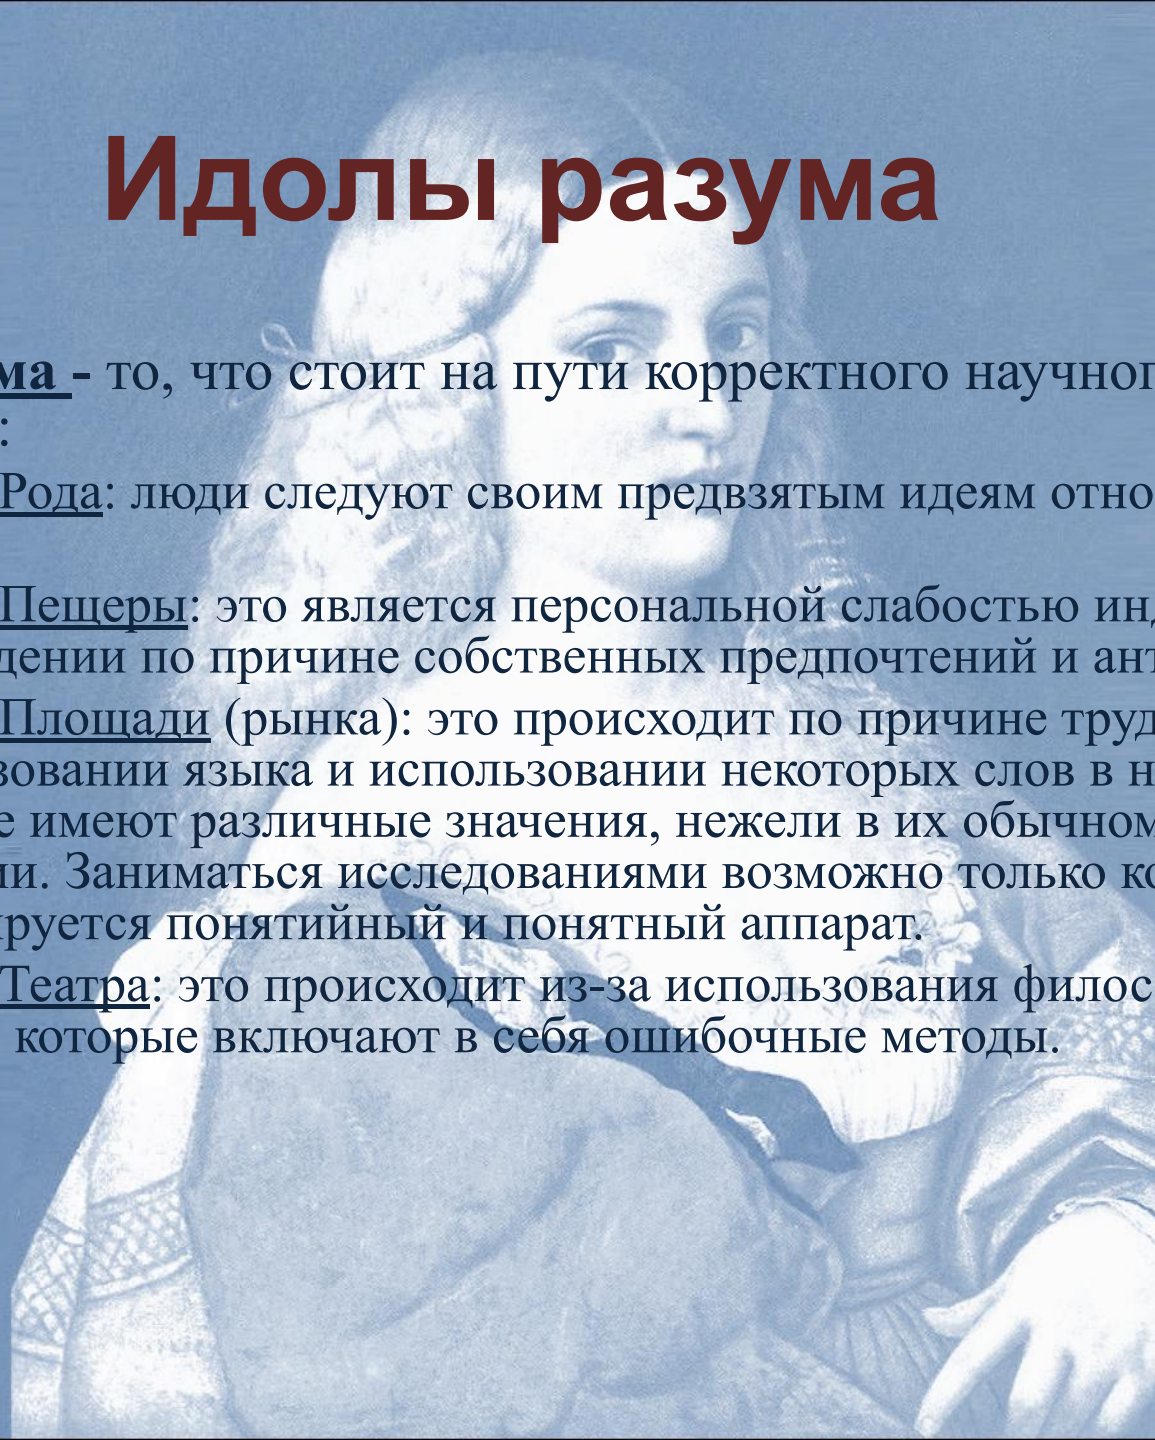 Идолы разума
ма - то, что стоит на пути корректного научног
:
Рода: люди следуют своим предвзятым идеям отно
Пещеры: это является персональной слабостью инд
дении по причине собственных предпочтений и ант
Площади (рынка): это происходит по причине труд
зовании языка и использовании некоторых слов в н
е имеют различные значения, нежели в их обычном
ии. Заниматься исследованиями возможно только ко
ируется понятийный и понятный аппарат.
Театра: это происходит из-за использования филос
которые включают в себя ошибочные методы.